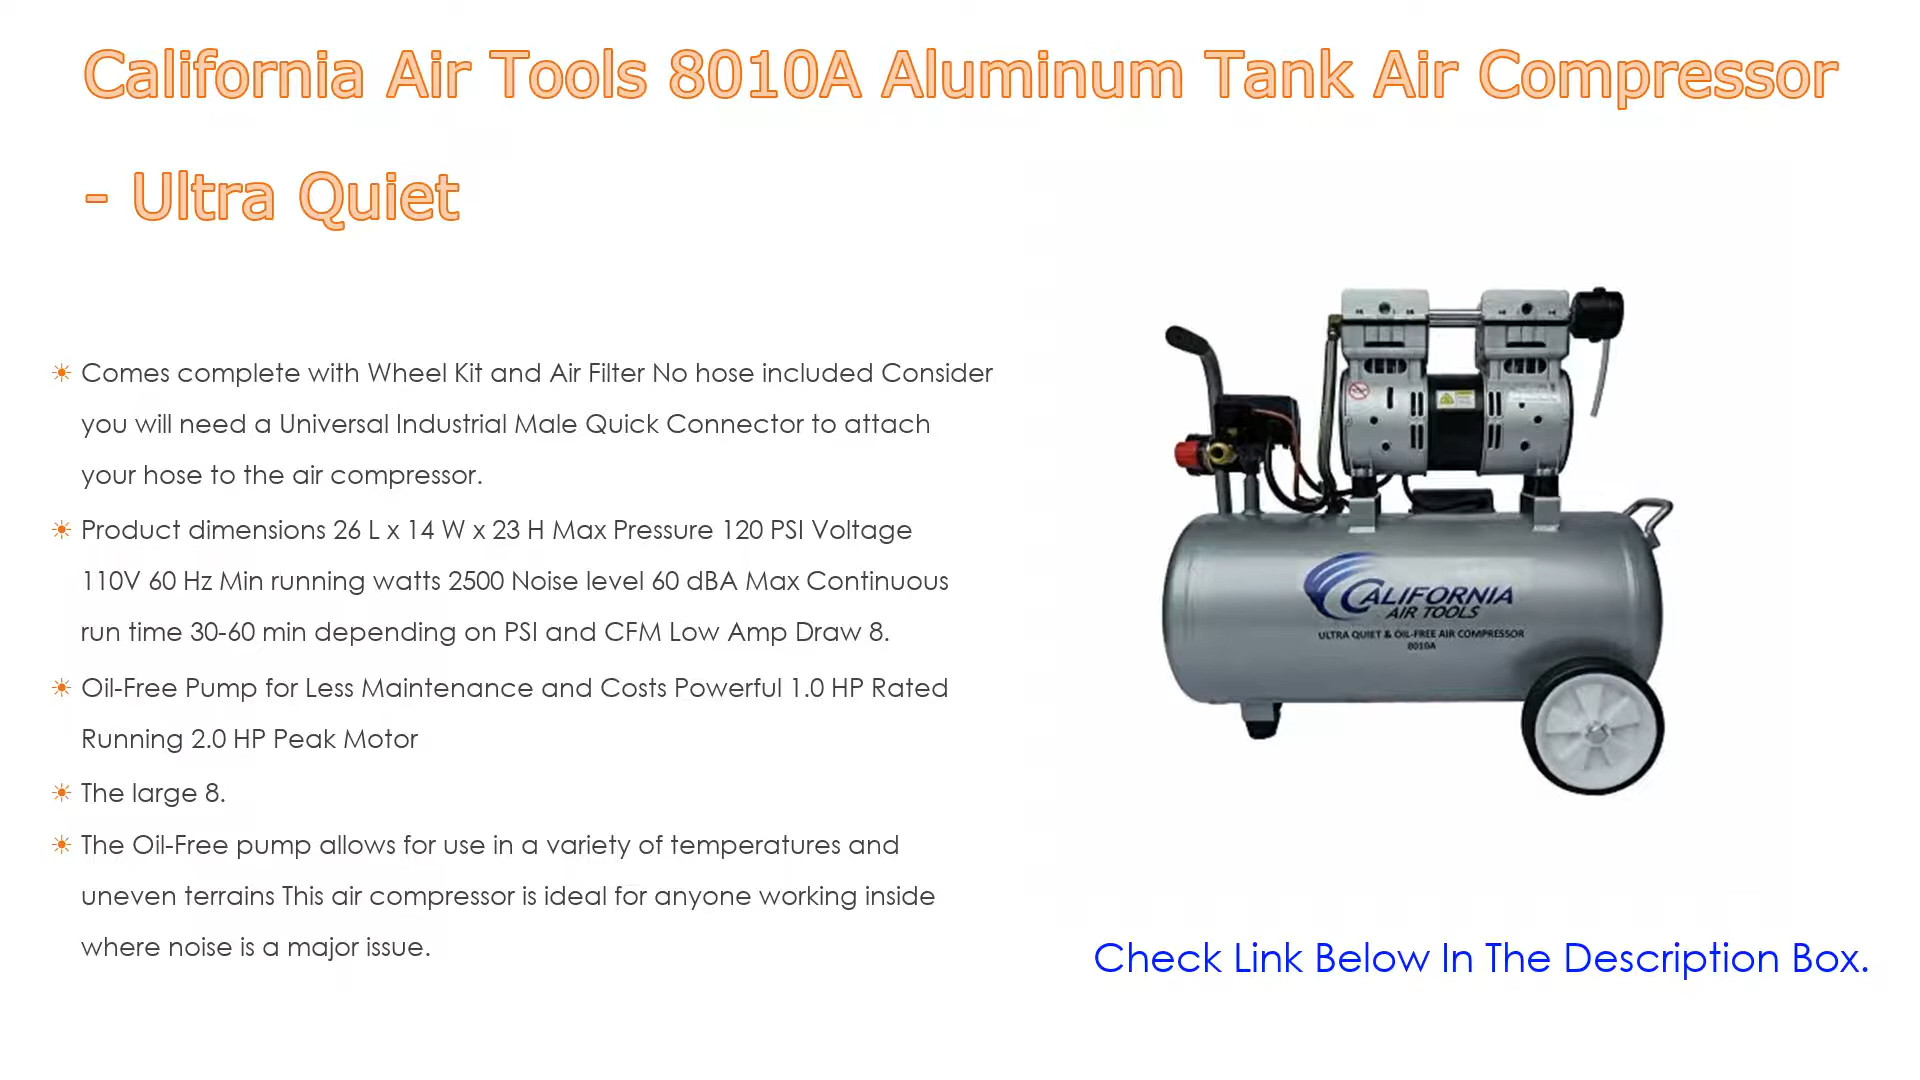 California Air Tools 8010A Aluminum Tank Air Compressor
- Ultra Quiet
Comes complete with Wheel Kit and Air Filter No hose included Consider
you will need a Universal Industrial Male Quick Connector to attach
your hose to the air compressor.
Product dimensions 26 L x 14 W x 23 H Max Pressure 120 PSI Voltage
110V 60 Hz Min running watts 2500 Noise level 60 dBA Max Continuous
run time 30-60 min depending on PSI and CFM Low Amp Draw 8.
Oil-Free Pump for Less Maintenance and Costs Powerful 1.0 HP Rated
Running 2.0 HP Peak Motor
The large 8.
The Oil-Free pump allows for use in a variety of temperatures and
uneven terrains This air compressor is ideal for anyone working inside
where noise is a major issue.
CALIFORNIA
AIR TOOLS
ULTRA QUIET & OIL-FREE AIR COMPRESSOR
8010A
Check Link Below In The Description Box.